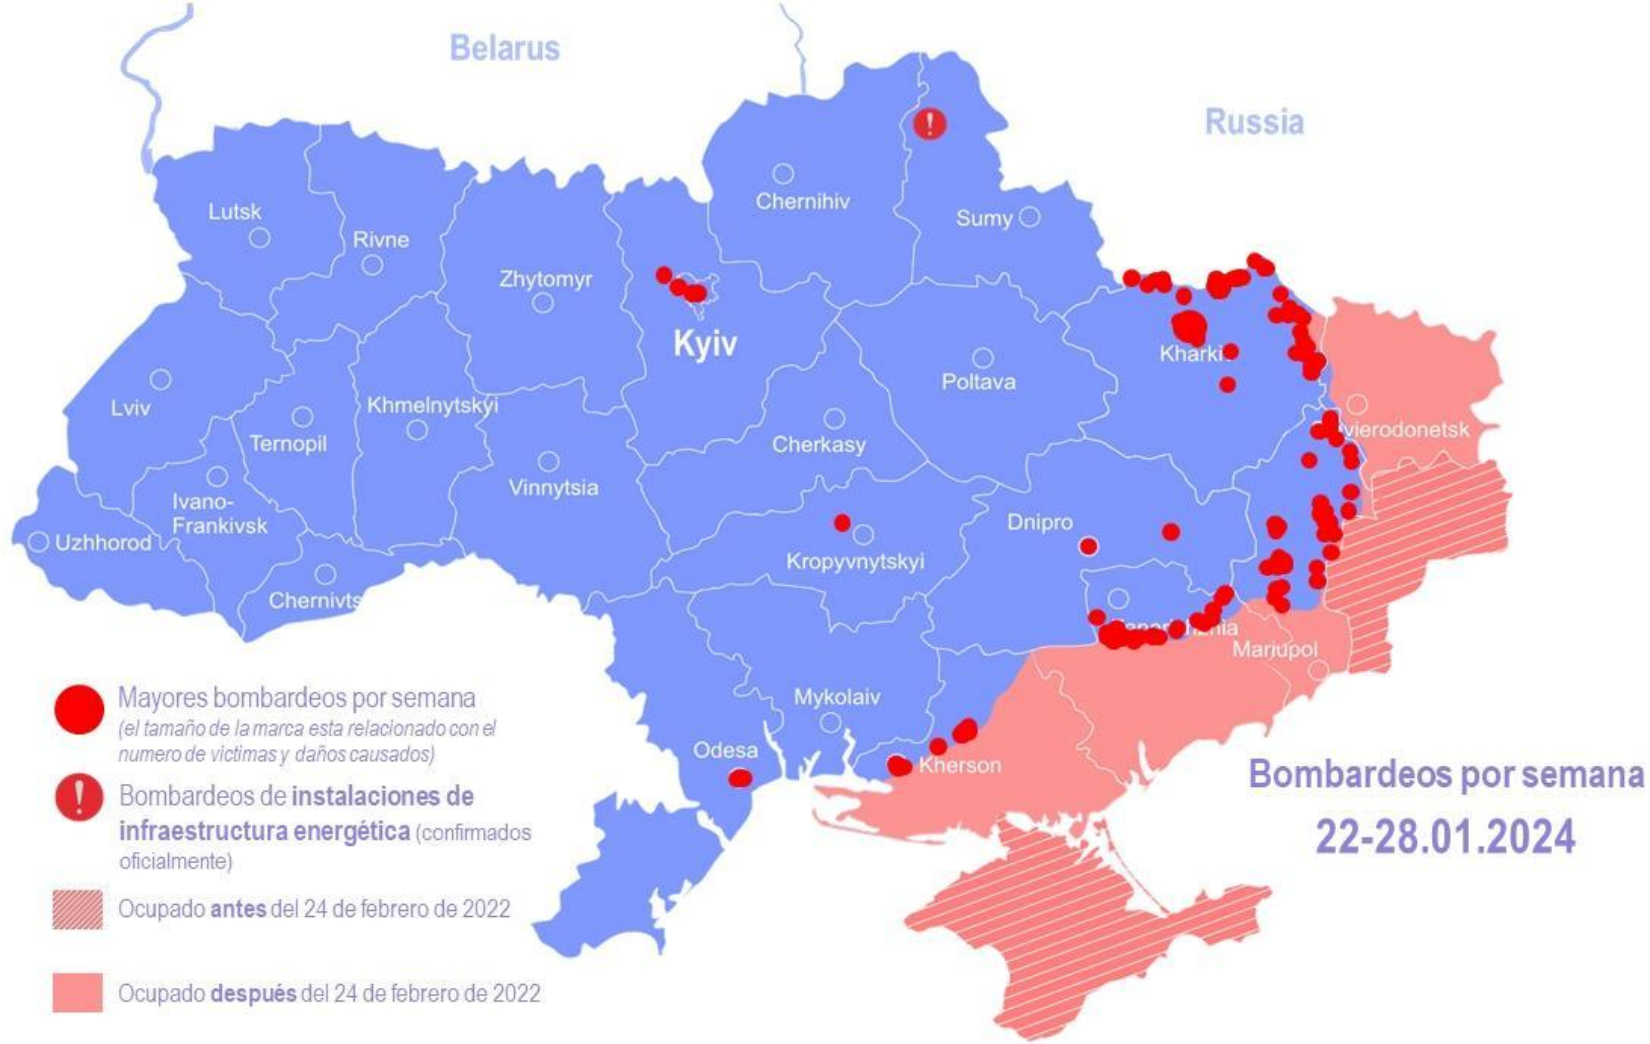 Belarus
Russia
Chernihiv
Lutsk
Sumy
Rivne
Zhytomyr
Kyiv
Kharki
Poltava
Lviv
Khmelnytskyi
Ternopil
Cherkasy
vierodonetsk
Vinnytsia
Ivano-
Frankivsk
Dnipro
Uzhhorod
Kropyvnytskyi
Chernivts
Mariupol
Mykolaiv
Odesa
Kherson
Mayores bombardeos por semana
(el tamaño de la marca esta relacionado con el
numero de victimas y daños causados)
!
Bombardeos de instalaciones de
infraestructura energética (confirmados
oficialmente)
Ocupado antes del 24 de febrero de 2022
Ocupado después del 24 de febrero de 2022
Bombardeos por semana
22-28.01.2024